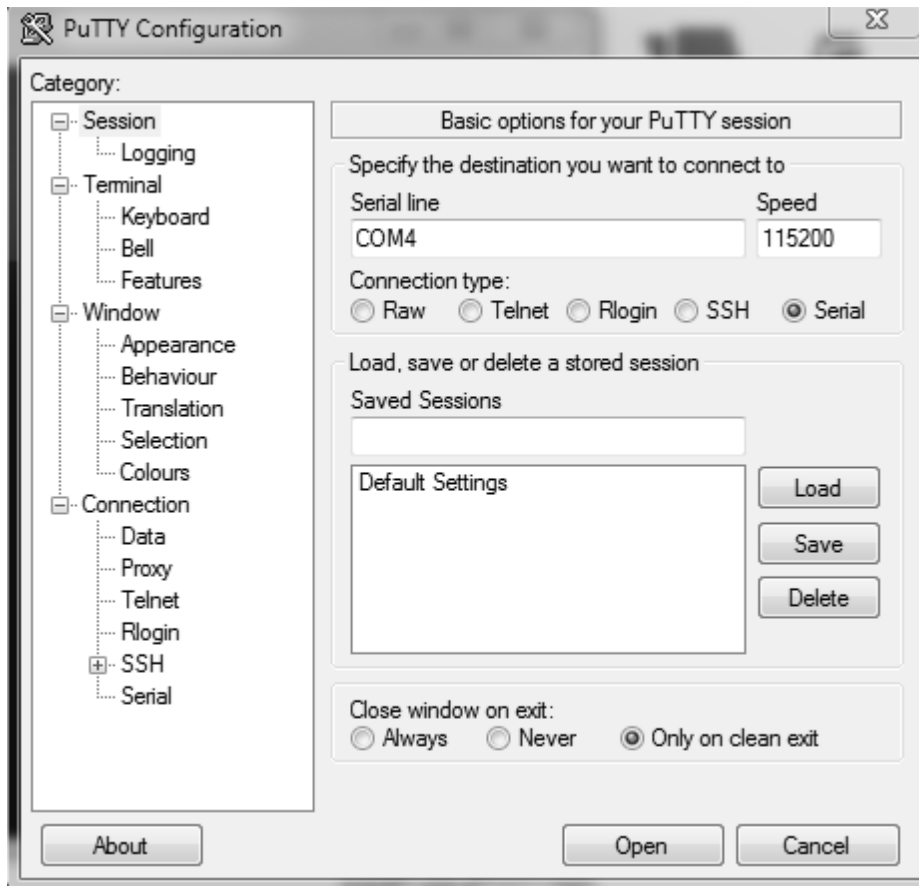 PuTTY Configuration
Category:
Session
Logging
Terminal
Keyboard
Bell
Features
Window
Appearance
Behaviour
Translation
Selection
Colours
Connection
Data
Proxy
Telnet
Rlogin
SSH
Serial
Basic options for your PuTTY session
Specify the destination you want to connect to
Serial line Speed
COM4 115200
Connection type:
Raw Telnet Rlogin SSH Serial
Load, save or delete a stored session
Saved Sessions
Default Settings
Load
Save
Delete
Close window on exit:
Always Never Only on clean exit
About Open Cancel